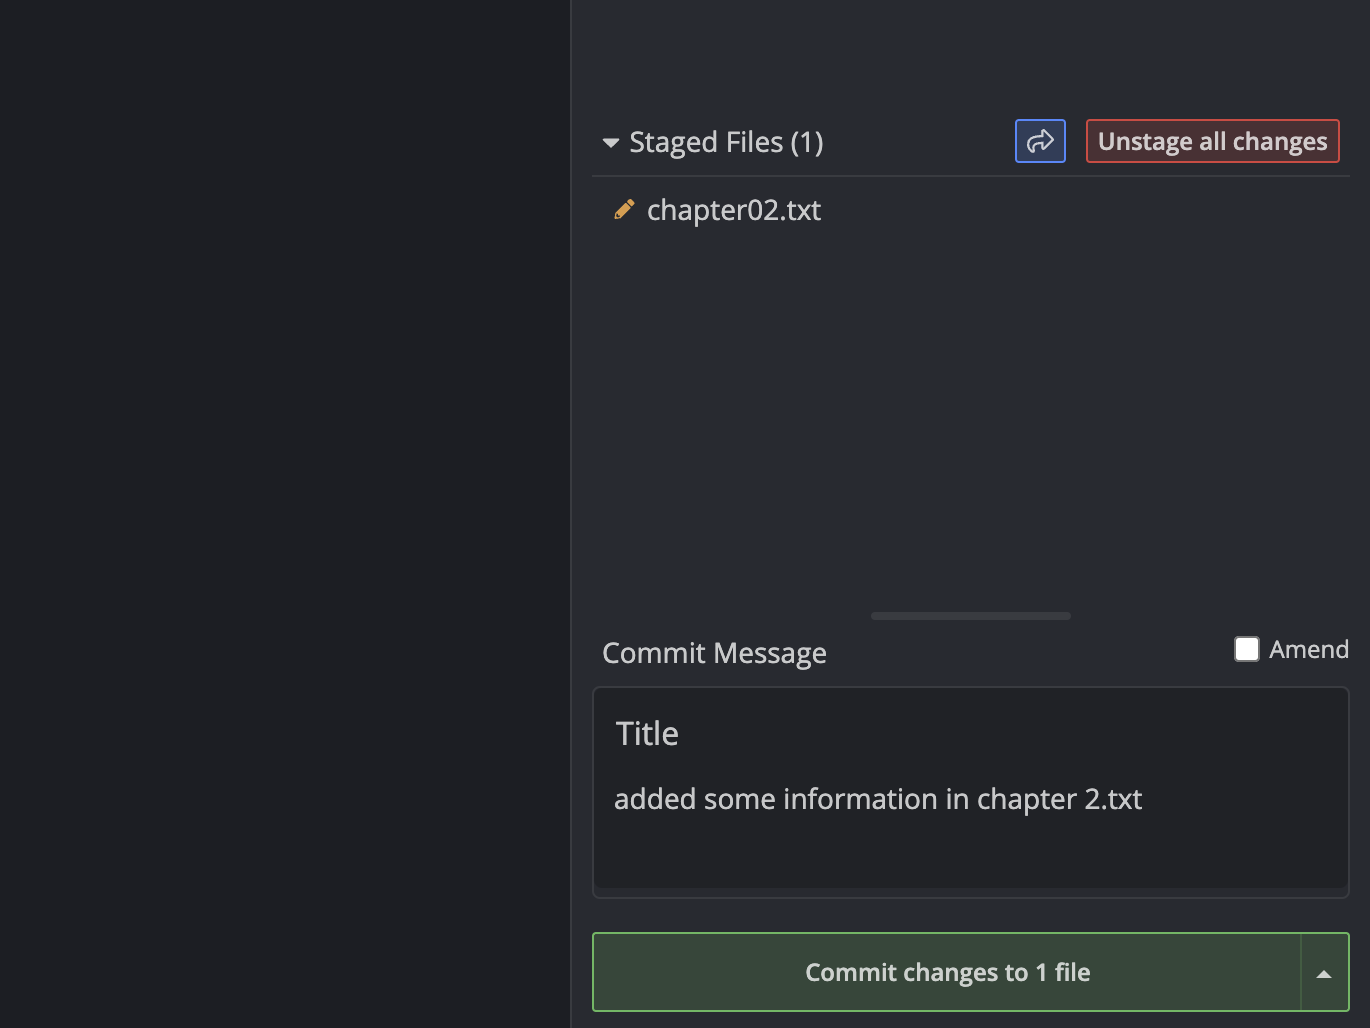 Staged Files (1)
Unstage all changes
chapter02.txt
Commit Message
Amend
Title
added some information in chapter 2.txt
Commit changes to 1 file